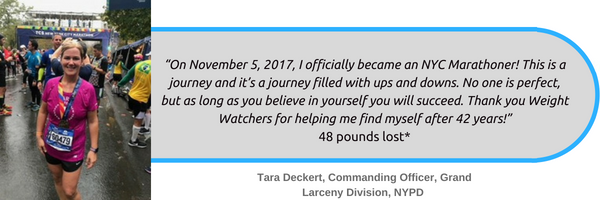 TCS NEW YORK CITY MARATHON
“On November 5, 2017, I officially became an NYC Marathoner! This is a
journey and it’s a journey filled with ups and downs. No one is perfect,
but as long as you believe in yourself you will succeed. Thank you Weight
Watchers for helping me find myself after 42 years!”
48 pounds lost*
Tara Deckert, Commanding Officer, Grand
Larceny Division, NYPD